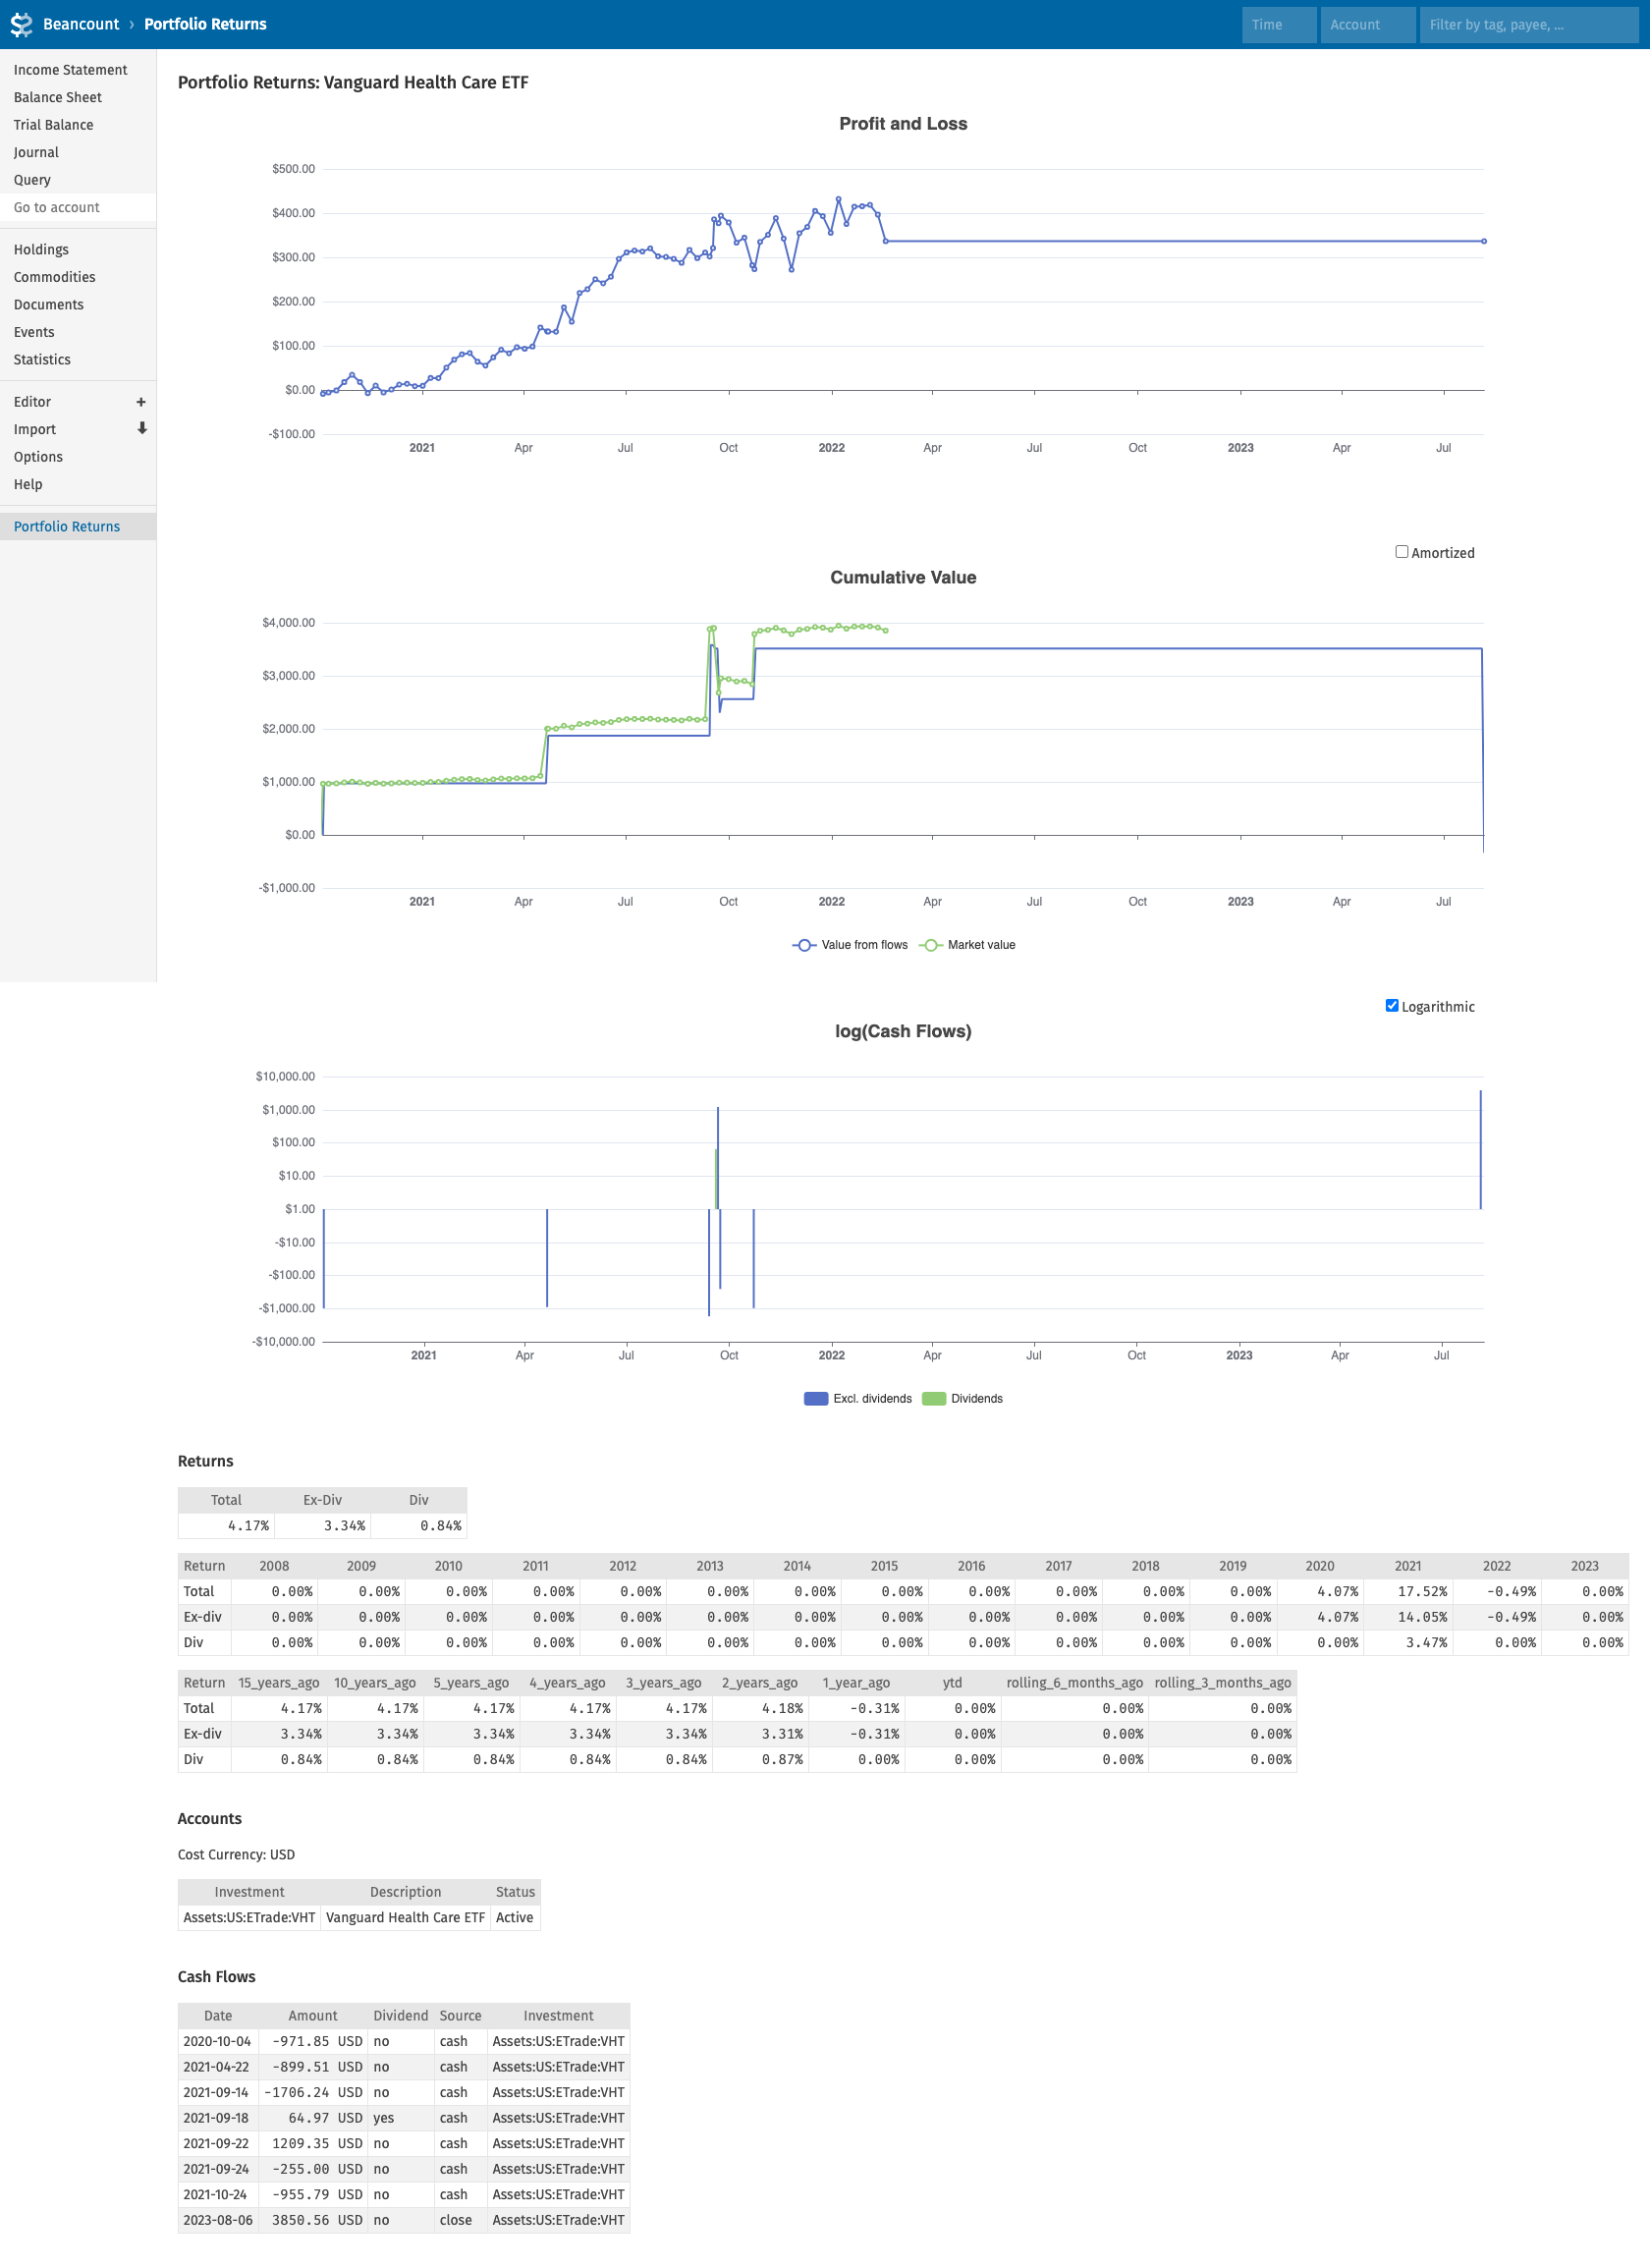 Beancount › Portfolio Returns
Time
Account
Filter by tag, payee, ...
Income Statement
Balance Sheet
Trial Balance
Journal
Query
Go to account
Holdings
Commodities
Documents
Events
Statistics
Editor +
Import
Options
Help
Portfolio Returns
Portfolio Returns: Vanguard Health Care ETF
Profit and Loss
$500.00
$400.00
$300.00
$200.00
$100.00
$0.00
-$100.00
2021 Apr Jul Oct 2022 Apr Jul Oct 2023 Apr Jul
Amortized
Cumulative Value
$4,000.00
$3,000.00
$2,000.00
$1,000.00
$0.00
-$1,000.00
2021 Apr Jul Oct 2022 Apr Jul Oct 2023 Apr Jul
Value from flows Market value
Logarithmic
log(Cash Flows)
$10,000.00
$1,000.00
$100.00
$10.00
$1.00
-$10.00
-$100.00
-$1,000.00
-$10,000.00
2021 Apr Jul Oct 2022 Apr Jul Oct 2023 Apr Jul
Excl. dividends Dividends
Returns
Total Ex-Div Div
4.17% 3.34% 0.84%
Return 2008 2009 2010 2011 2012 2013 2014 2015 2016 2017 2018 2019 2020 2021 2022 2023
Total 0.00% 0.00% 0.00% 0.00% 0.00% 0.00% 0.00% 0.00% 0.00% 0.00% 0.00% 0.00% 4.07% 17.52% -0.49% 0.00%
Ex-div 0.00% 0.00% 0.00% 0.00% 0.00% 0.00% 0.00% 0.00% 0.00% 0.00% 0.00% 0.00% 4.07% 14.05% -0.49% 0.00%
Div 0.00% 0.00% 0.00% 0.00% 0.00% 0.00% 0.00% 0.00% 0.00% 0.00% 0.00% 0.00% 0.00% 3.47% 0.00% 0.00%
Return 15_years_ago 10_years_ago 5_years_ago 4_years_ago 3_years_ago 2_years_ago 1_year_ago ytd rolling_6_months_ago rolling_3_months_ago
Total 4.17% 4.17% 4.17% 4.17% 4.17% 4.18% -0.31% 0.00% 0.00% 0.00%
Ex-div 3.34% 3.34% 3.34% 3.34% 3.34% 3.31% -0.31% 0.00% 0.00% 0.00%
Div 0.84% 0.84% 0.84% 0.84% 0.84% 0.87% 0.00% 0.00% 0.00% 0.00%
Accounts
Cost Currency: USD
Investment Description Status
Assets:US:ETrade:VHT Vanguard Health Care ETF Active
Cash Flows
Date Amount Dividend Source Investment
2020-10-04 -971.85 USD no cash Assets:US:ETrade:VHT
2021-04-22 -899.51 USD no cash Assets:US:ETrade:VHT
2021-09-14 -1706.24 USD no cash Assets:US:ETrade:VHT
2021-09-18 64.97 USD yes cash Assets:US:ETrade:VHT
2021-09-22 1209.35 USD no cash Assets:US:ETrade:VHT
2021-09-24 -255.00 USD no cash Assets:US:ETrade:VHT
2021-10-24 -955.79 USD no cash Assets:US:ETrade:VHT
2023-08-06 3850.56 USD no close Assets:US:ETrade:VHT